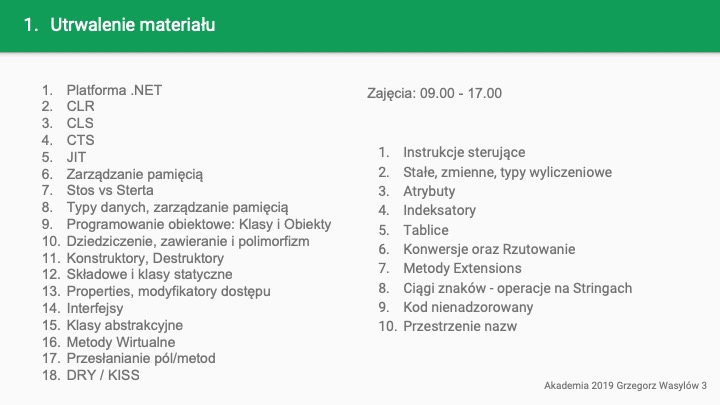 1. Utrwalenie materiału
1. Platforma .NET
2. CLR
3. CLS
4. CTS
5. JIT
6. Zarządzanie pamięcią
7. Stos vs Sterta
8. Typy danych, zarządzanie pamięcią
9. Programowanie obiektowe: Klasy i Obiekty
10. Dziedziczenie, zawieranie i polimorfizm
11. Konstruktory, Destruktory
12. Składowe i klasy statyczne
13. Properties, modyfikatory dostępu
14. Interfejsy
15. Klasy abstrakcyjne
16. Metody Wirtualne
17. Przesłanianie pól/metod
18. DRY / KISS
Zajęcia: 09.00 - 17.00
1. Instrukcje sterujące
2. Stałe, zmienne, typy wyliczeniowe
3. Atrybuty
4. Indeksatory
5. Tablice
6. Konwersje oraz Rzutowanie
7. Metody Extensions
8. Ciągi znaków - operacje na Stringach
9. Kod nienadzorowany
10. Przestrzenie nazw
Akademia 2019 Grzegorz Wasylów 3